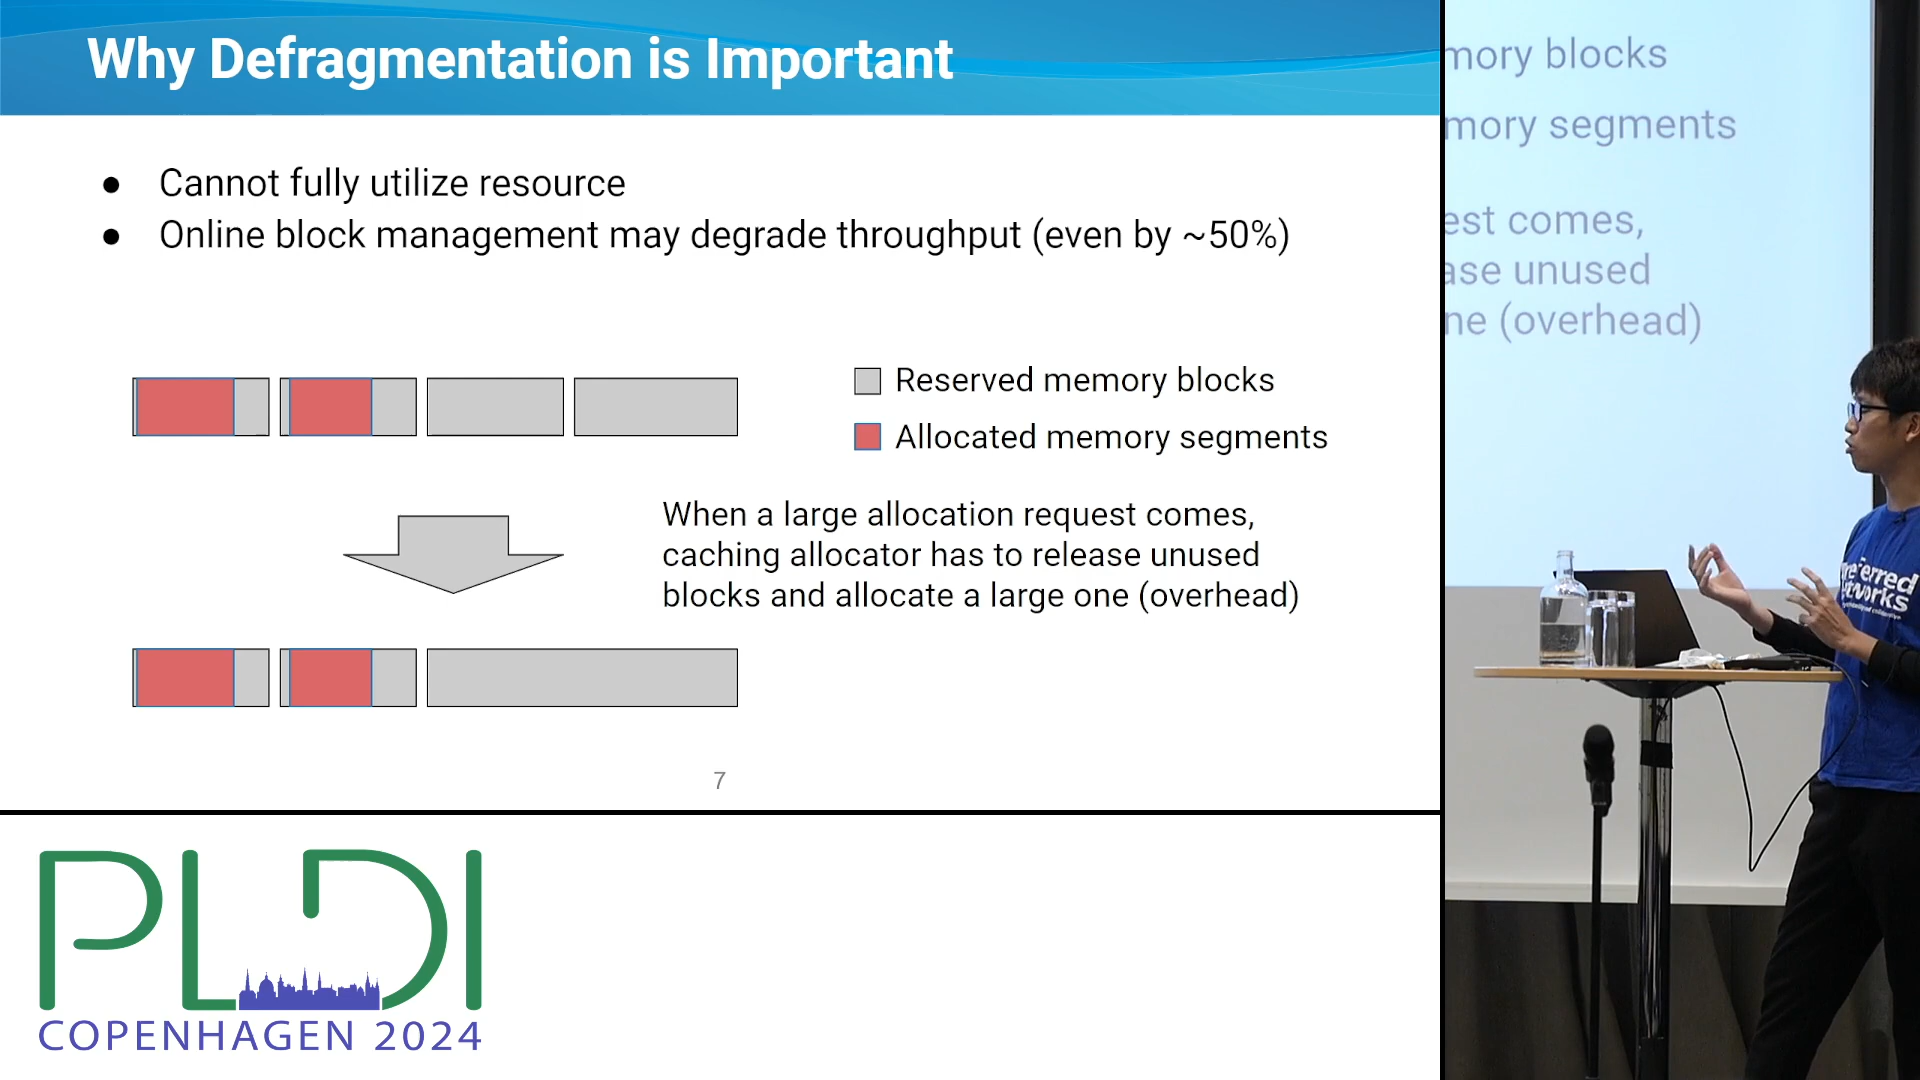 Why Defragmentation is Important
● Cannot fully utilize resource
● Online block management may degrade throughput (even by ~50%)
Reserved memory blocks
Allocated memory segments
When a large allocation request comes,
caching allocator has to release unused
blocks and allocate a large one (overhead)
7
PLDI
COPENHAGEN 2024
mory blocks
mory segments
est comes,
ase unused
ne (overhead)